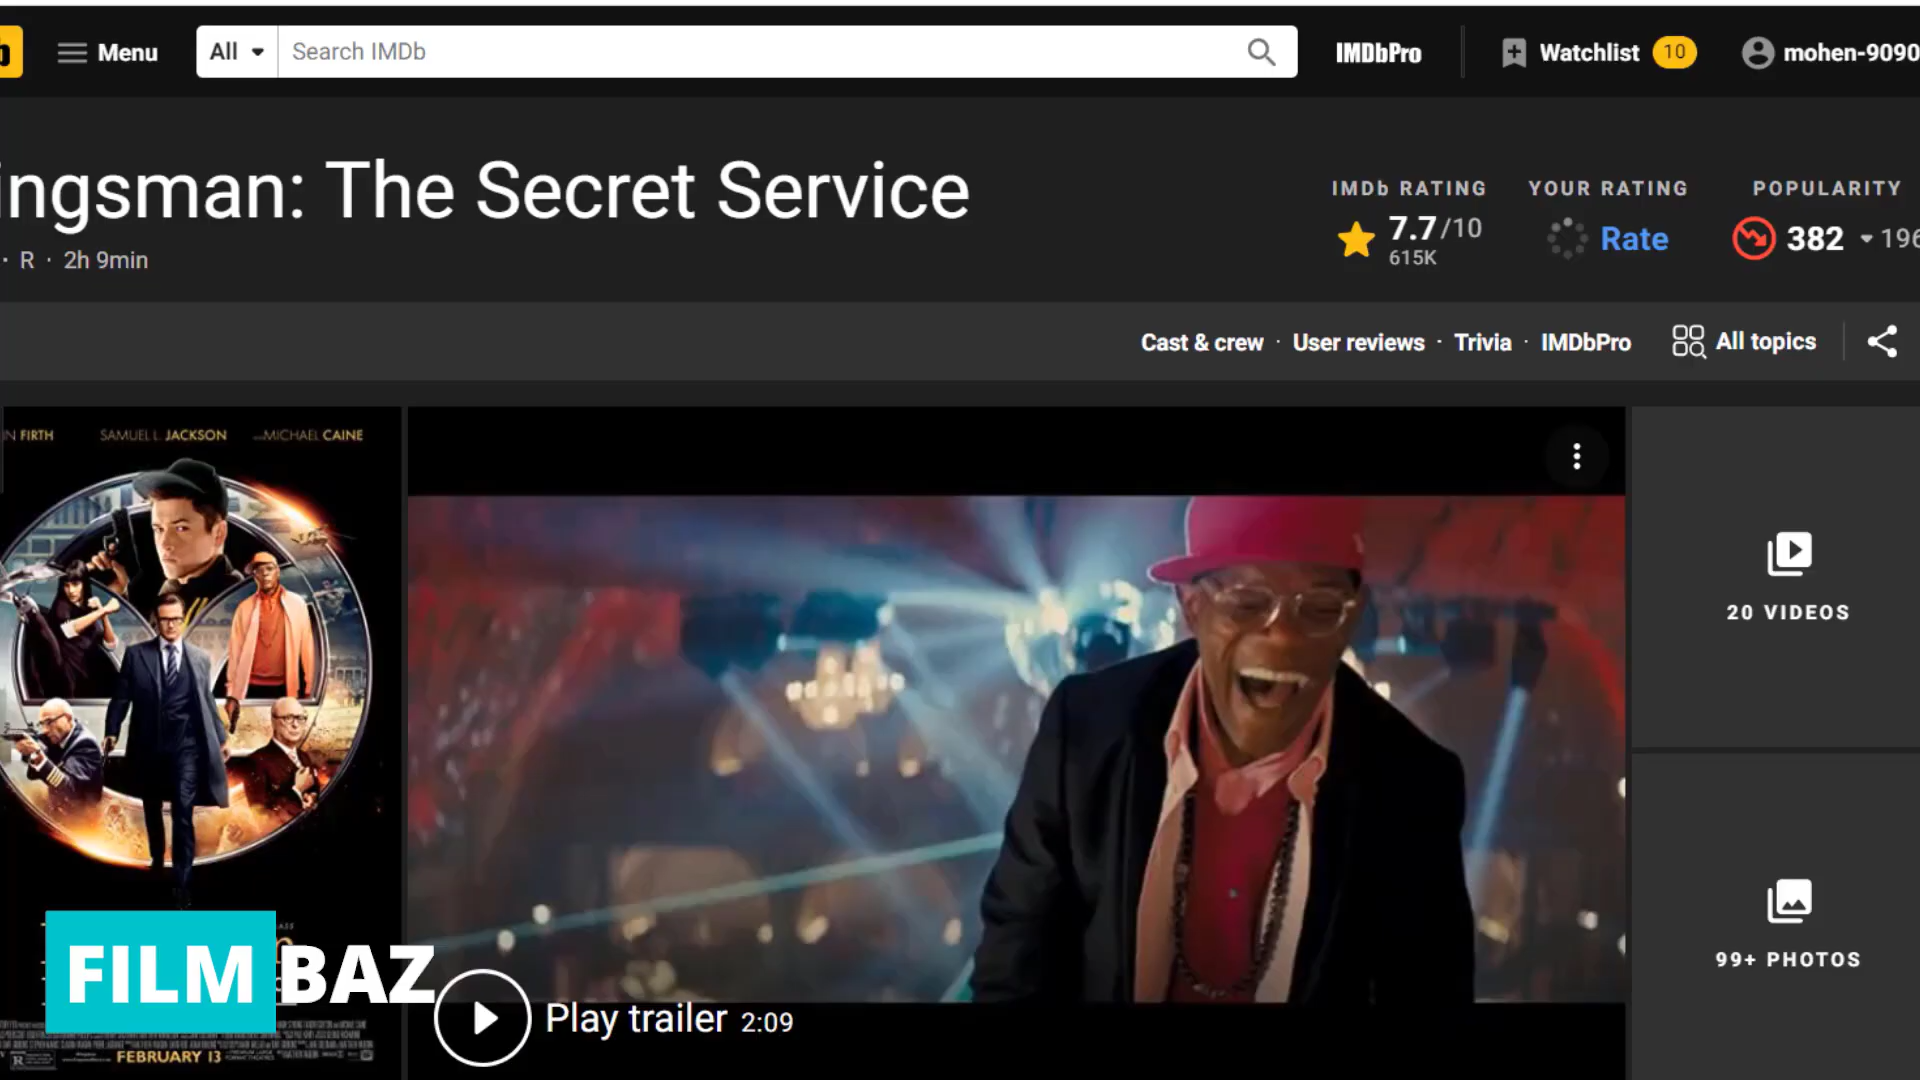 b
Menu
All
Search IMDb
IMDbPro
Watchlist 10
mohen-9090
ingsman: The Secret Service
· R · 2h 9min
IMDb RATING
7.7/10
615K
YOUR RATING
Rate
POPULARITY
382
196
Cast & crew · User reviews · Trivia · IMDbPro
All topics
N FIRTH SAMUEL L. JACKSON MICHAEL CAINE
20 VIDEOS
99+ PHOTOS
FILM BAZ
Play trailer 2:09
R
FEBRUARY 13